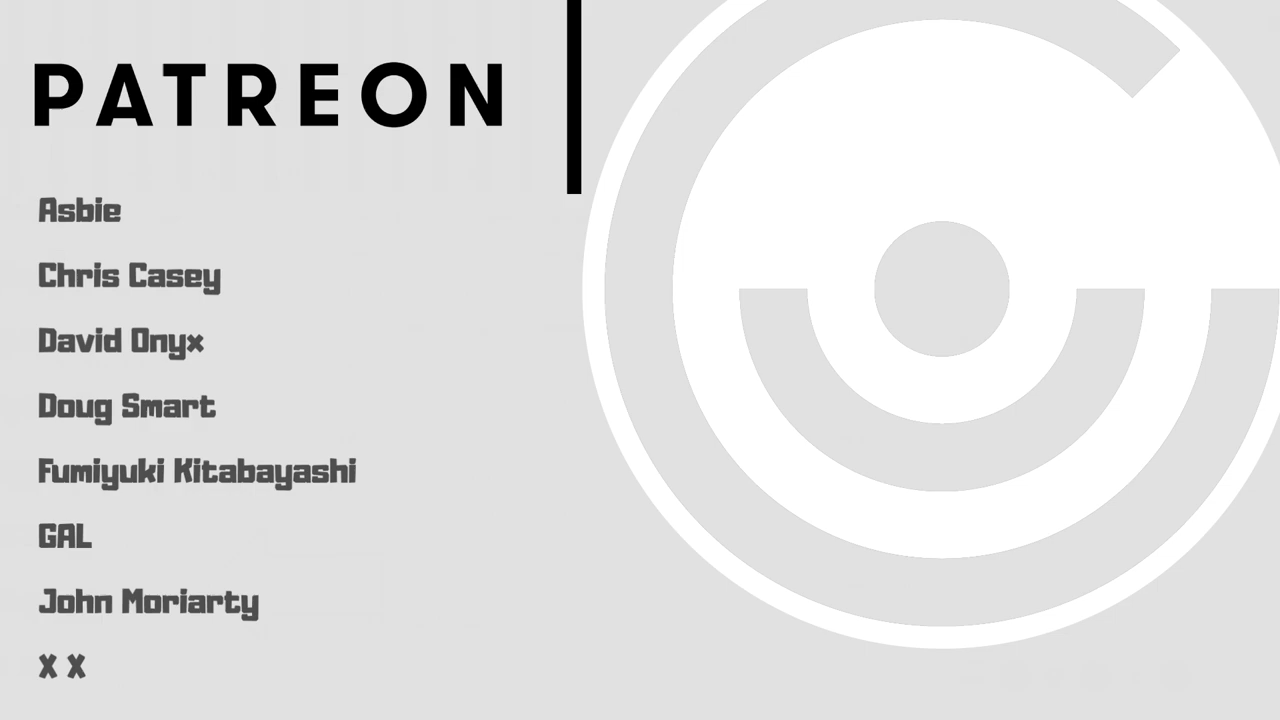 PATREON
Asbie
Chris Casey
David Onyx
Doug Smart
Fumiyuki Kitabayashi
GAL
John Moriarty
X X